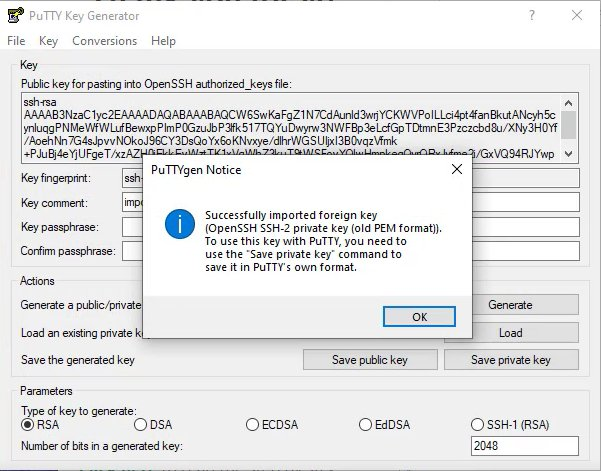 PuTTY Key Generator
File Key Conversions Help
Key
Public key for pasting into OpenSSH authorized_keys file:
ssh-rsa
Key fingerprint: ssh-
Key comment: impo
Key passphrase:
Confirm passphrase:
PuTTYgen Notice
Successfully imported foreign key
(OpenSSH SSH-2 private key (old PEM format)).
To use this key with PuTTY, you need to
use the "Save private key" command to
save it in PuTTY's own format.
OK
Actions
Generate a public/private
Generate
Load an existing private key
Load
Save the generated key
Save public key
Save private key
Parameters
Type of key to generate:
RSA DSA ECDSA EdDSA SSH-1 (RSA)
Number of bits in a generated key:
2048